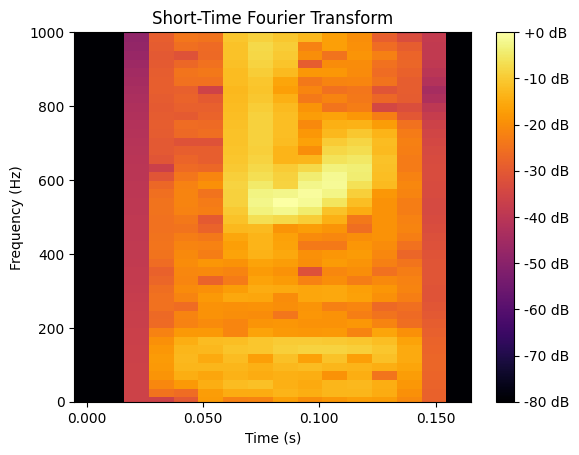 Short-Time Fourier Transform
1000
800
600
400
200
0
Frequency (Hz)
0.000
0.050
0.100
0.150
Time (s)
+0 dB
-10 dB
-20 dB
-30 dB
-40 dB
-50 dB
-60 dB
-70 dB
-80 dB